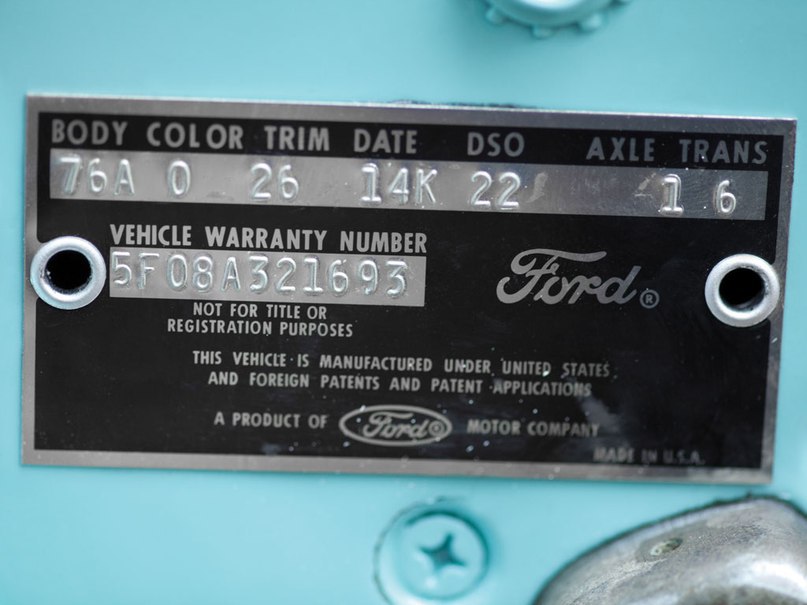 BODY COLOR TRIM DATE DSO AXLE TRANS
76A O 26 14K 22 1 6
VEHICLE WARRANTY NUMBER
5F08A321693
Ford®
NOT FOR TITLE OR
REGISTRATION PURPOSES
THIS VEHICLE IS MANUFACTURED UNDER UNITED STATES
AND FOREIGN PATENTS AND PATENT APPLICATIONS
A PRODUCT OF Ford® MOTOR COMPANY
MADE IN U.S.A.